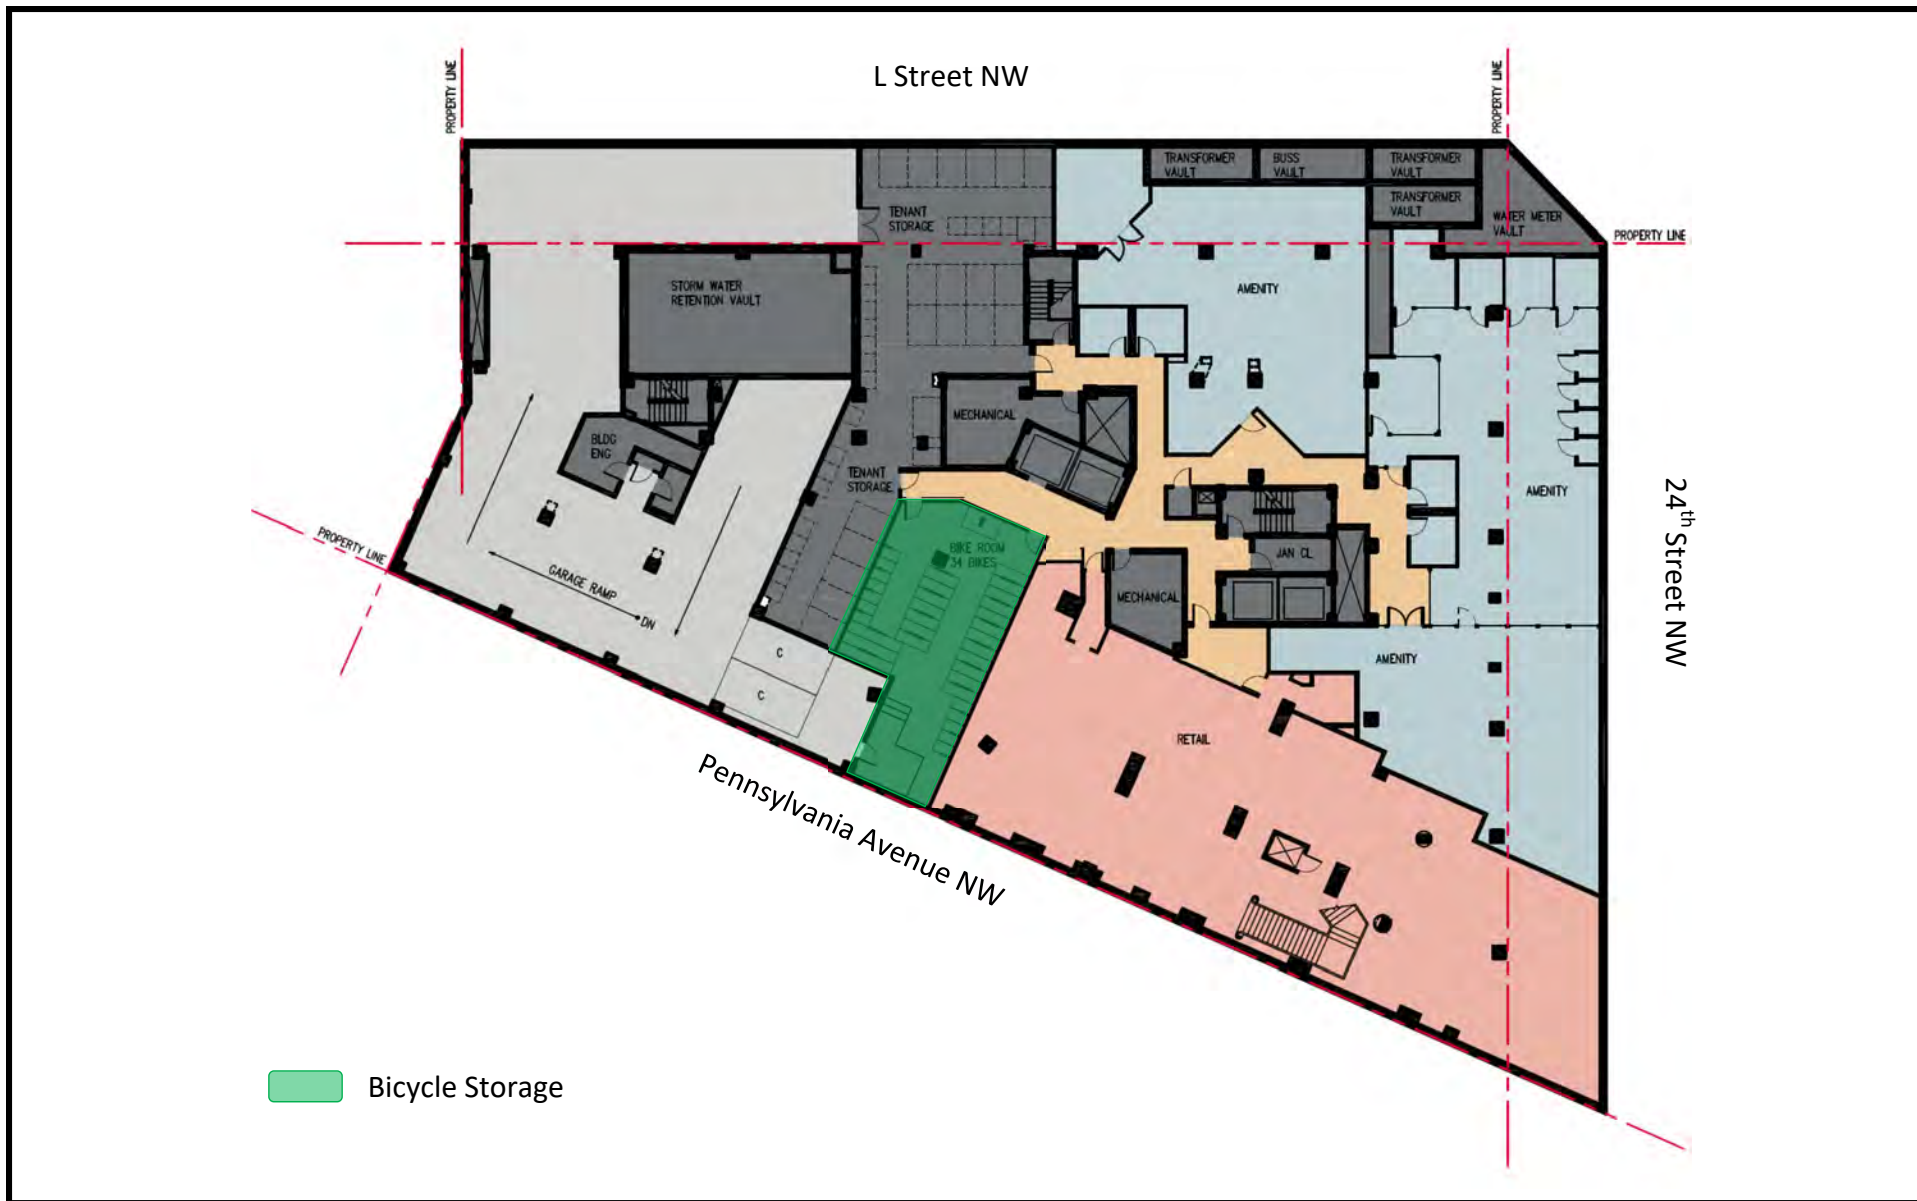 L Street NW
PROPERTY LINE
PROPERTY LINE
TRANSFORMER
VAULT
BUSS
VAULT
TRANSFORMER
VAULT
TRANSFORMER
VAULT
TENANT
STORAGE
WATER METER
VAULT
PROPERTY LINE
STORM WATER
RETENTION VAULT
AMENITY
MECHANICAL
BLDG
ENG
TENANT
STORAGE
AMENITY
24th Street NW
PROPERTY LINE
BIKE ROOM
34 BIKES
JAN CL
GARAGE RAMP
DN
MECHANICAL
C
C
AMENITY
RETAIL
Pennsylvania Avenue NW
Bicycle Storage